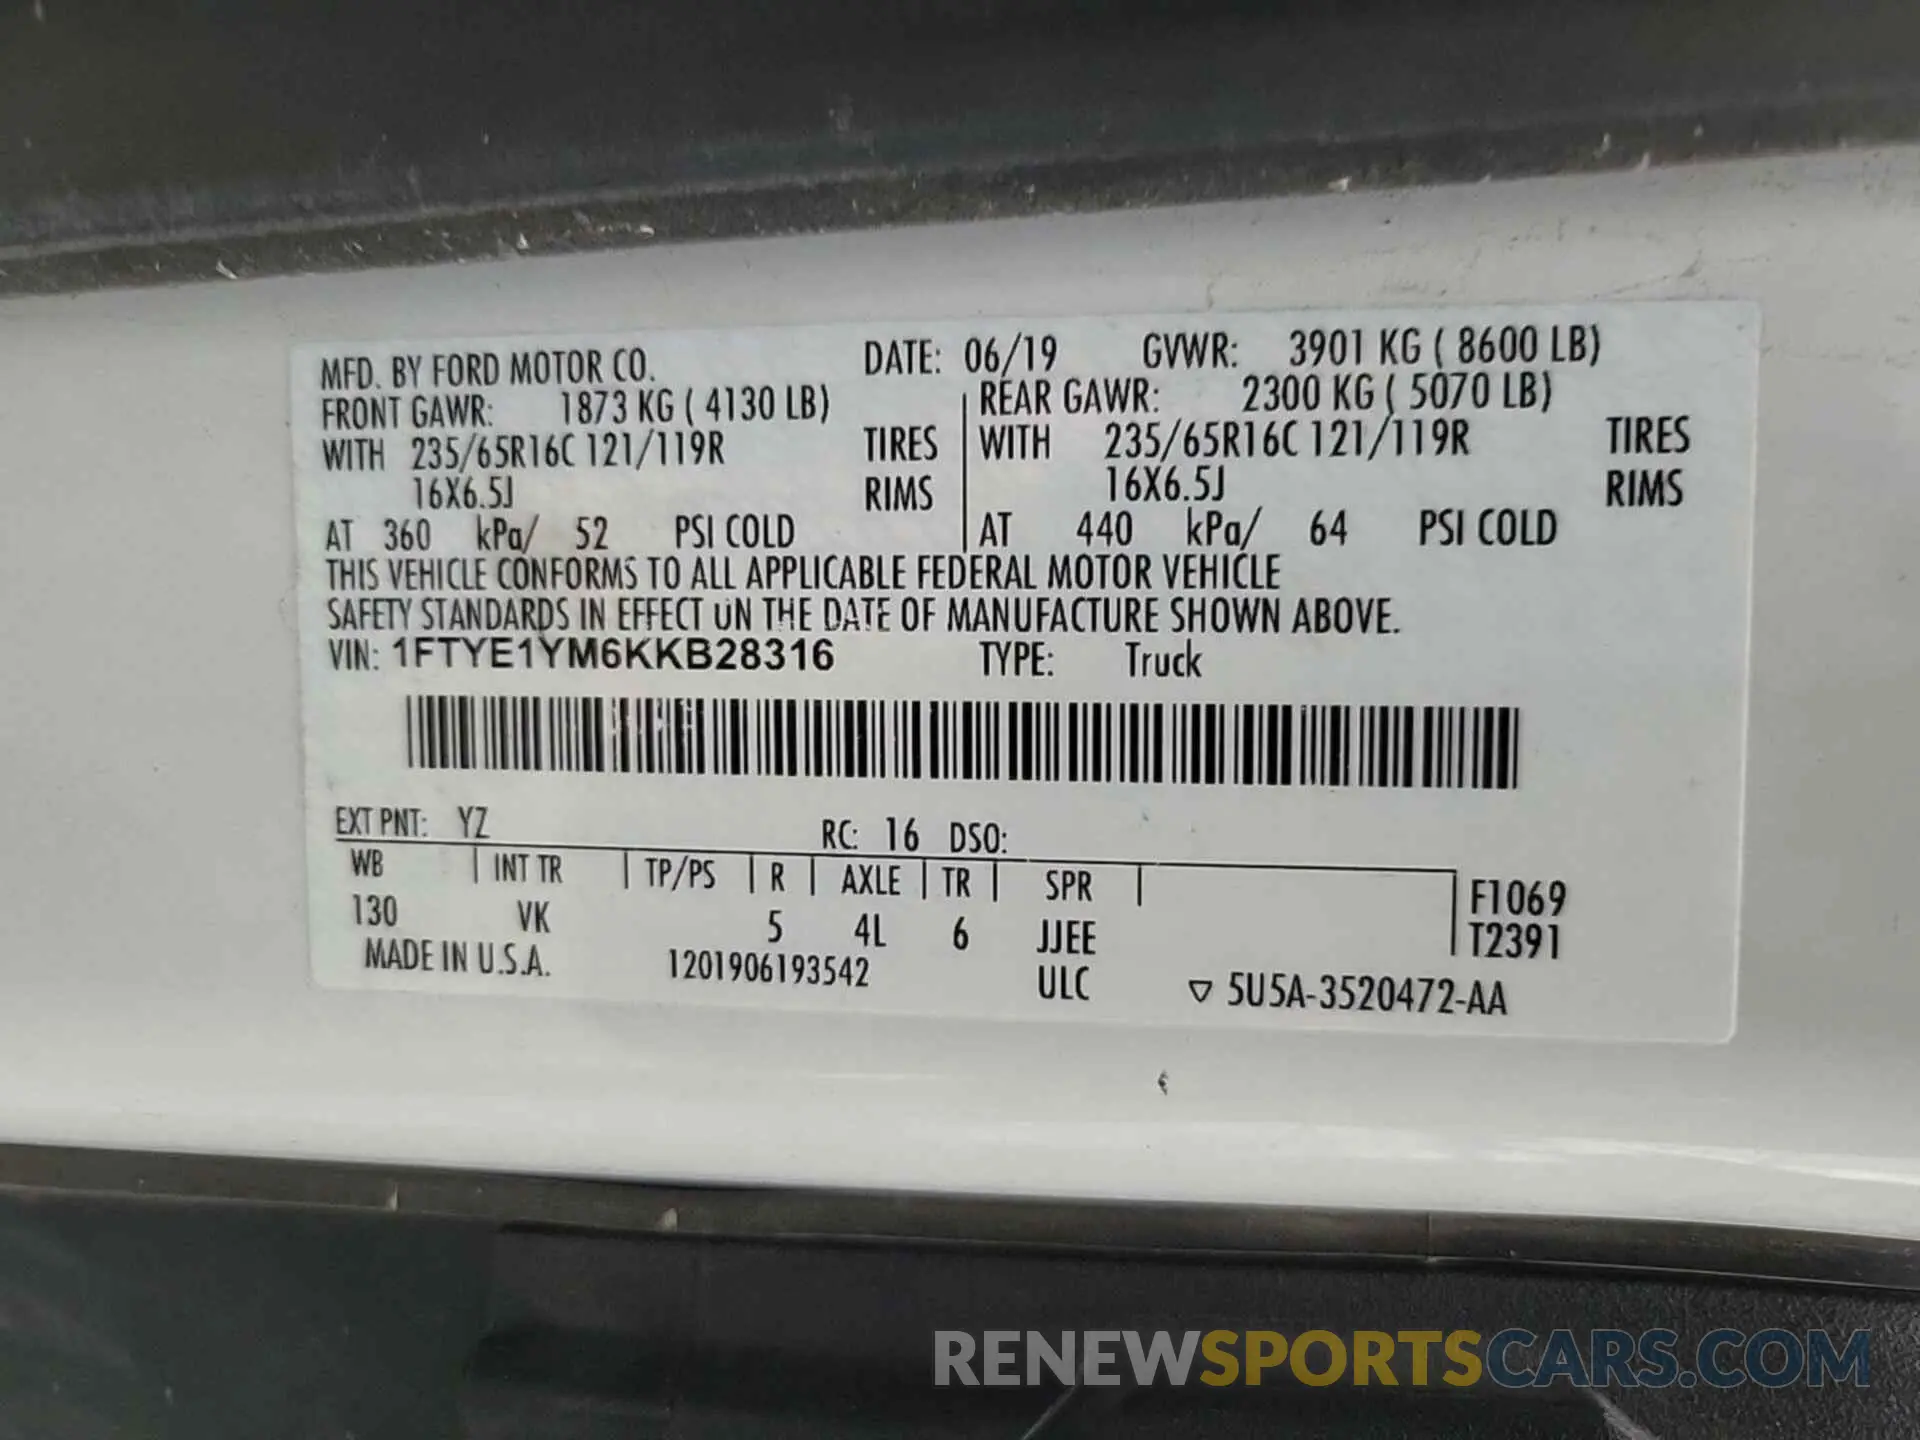 MFD. BY FORD MOTOR CO. DATE: 06/19 GVWR: 3901 KG ( 8600 LB)
FRONT GAWR: 1873 KG ( 4130 LB) REAR GAWR: 2300 KG ( 5070 LB)
WITH 235/65R16C 121/119R TIRES WITH 235/65R16C 121/119R TIRES
16X6.5J RIMS 16X6.5J RIMS
AT 360 kPa/ 52 PSI COLD AT 440 kPa/ 64 PSI COLD
THIS VEHICLE CONFORMS TO ALL APPLICABLE FEDERAL MOTOR VEHICLE
SAFETY STANDARDS IN EFFECT ON THE DATE OF MANUFACTURE SHOWN ABOVE.
VIN: 1FTYE1YM6KKB28316 TYPE: Truck
EXT PNT: YZ RC: 16 DSO:
WB INT TR TP/PS R AXLE TR SPR F1069
130 VK 5 4L 6 JJEE T2391
MADE IN U.S.A. 1201906193542 ULC ▽ 5U5A-3520472-AA
RENEWSPORTSCARS.COM